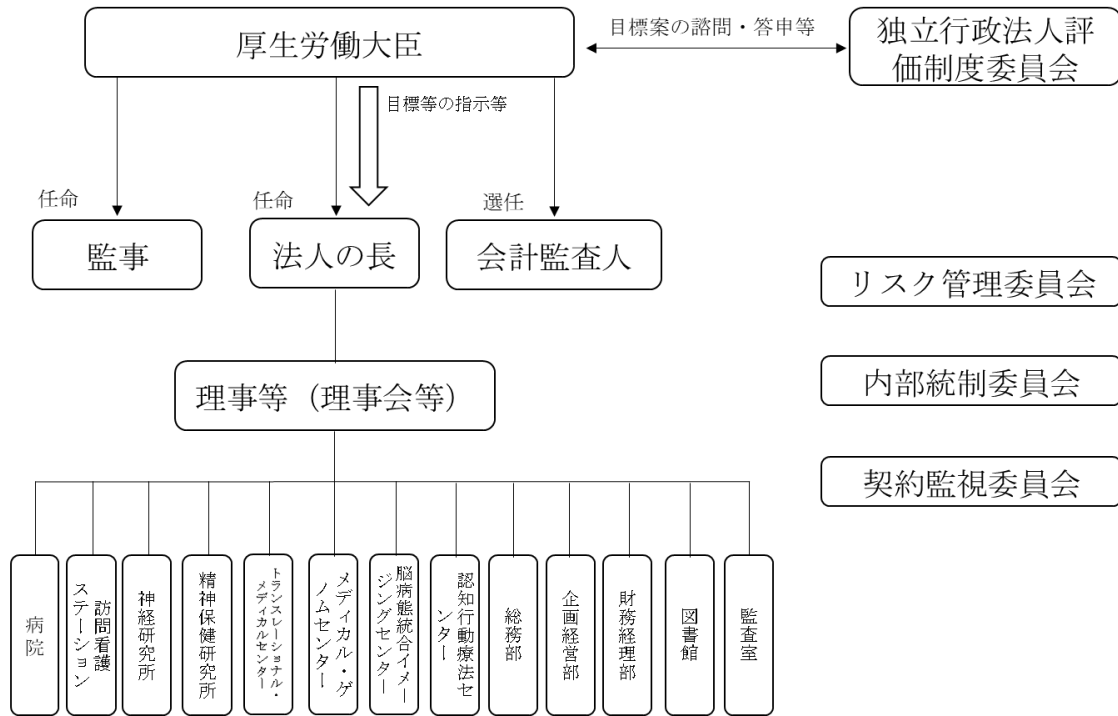 厚生労働大臣
目標案の諮問・答申等
独立行政法人評
価制度委員会
目標等の指示等
任命
任命
選任
監事
法人の長
会計監査人
リスク管理委員会
理事等（理事会等）
内部統制委員会
契約監視委員会
病院
訪問看護
ステーション
神経研究所
精神保健研究所
トランスレーショナル・
メディカルセンター
メディカル・ゲ
ノムセンター
脳病態統合イメー
ジングセンター
認知行動療法セ
ンター
総務部
企画経営部
財務経理部
図書館
監査室